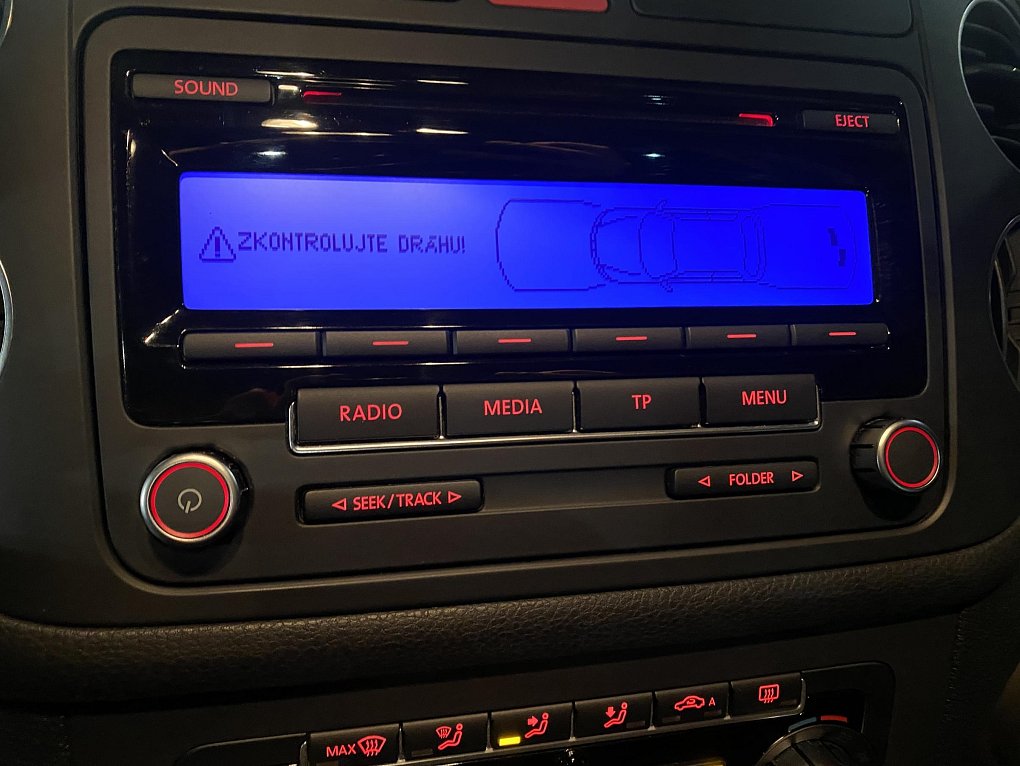 SOUND
EJECT
ZKONTROLUJTE DRÁHU!
RADIO
MEDIA
TP
MENU
SEEK/TRACK
FOLDER
MAX
A